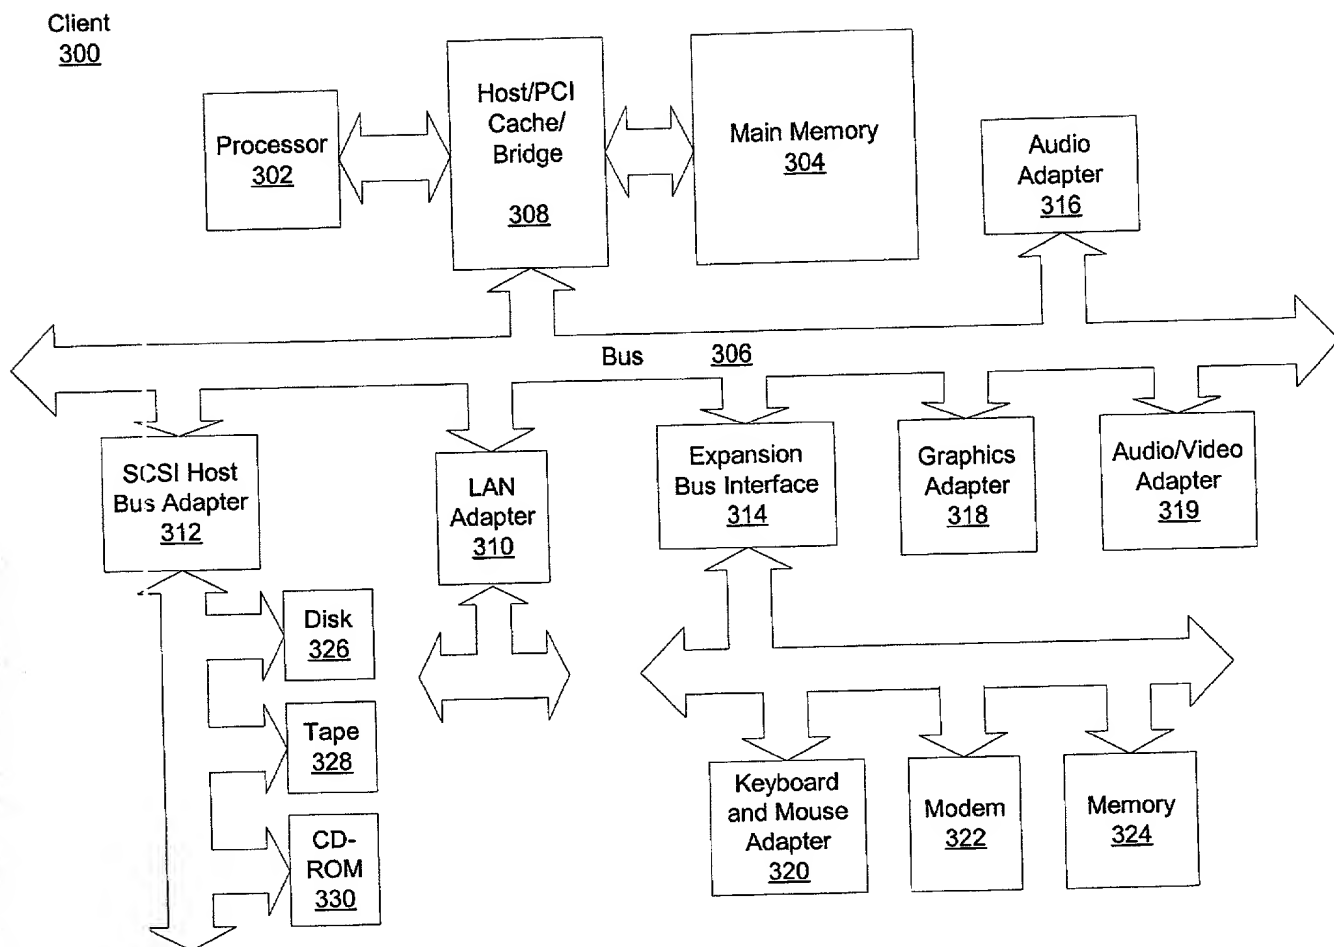 Client
300
Processor
302
Host/PCI
Cache/
Bridge
308
Main Memory
304
Audio
Adapter
316
Bus 306
SCSI Host
Bus Adapter
312
LAN
Adapter
310
Expansion
Bus Interface
314
Graphics
Adapter
318
Audio/Video
Adapter
319
Disk
326
Tape
328
CD-
ROM
330
Keyboard
and Mouse
Adapter
320
Modem
322
Memory
324